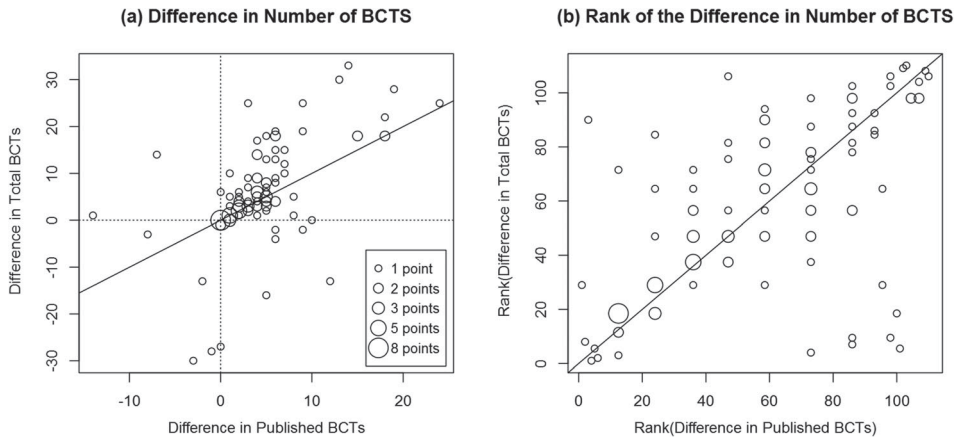 (a) Difference in Number of BCTS
Difference in Total BCTs
30
20
10
0
-10
-20
-30
-10
0
10
20
Difference in Published BCTs
1 point
2 points
3 points
5 points
8 points
(b) Rank of the Difference in Number of BCTS
Rank(Difference in Total BCTs)
100
80
60
40
20
0
0
20
40
60
80
100
Rank(Difference in Published BCTs)